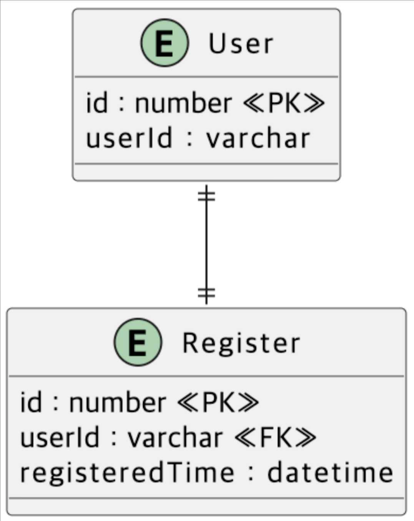 E User
id : number «PK»
userId : varchar
E Register
id : number «PK»
userId : varchar «FK»
registeredTime : datetime